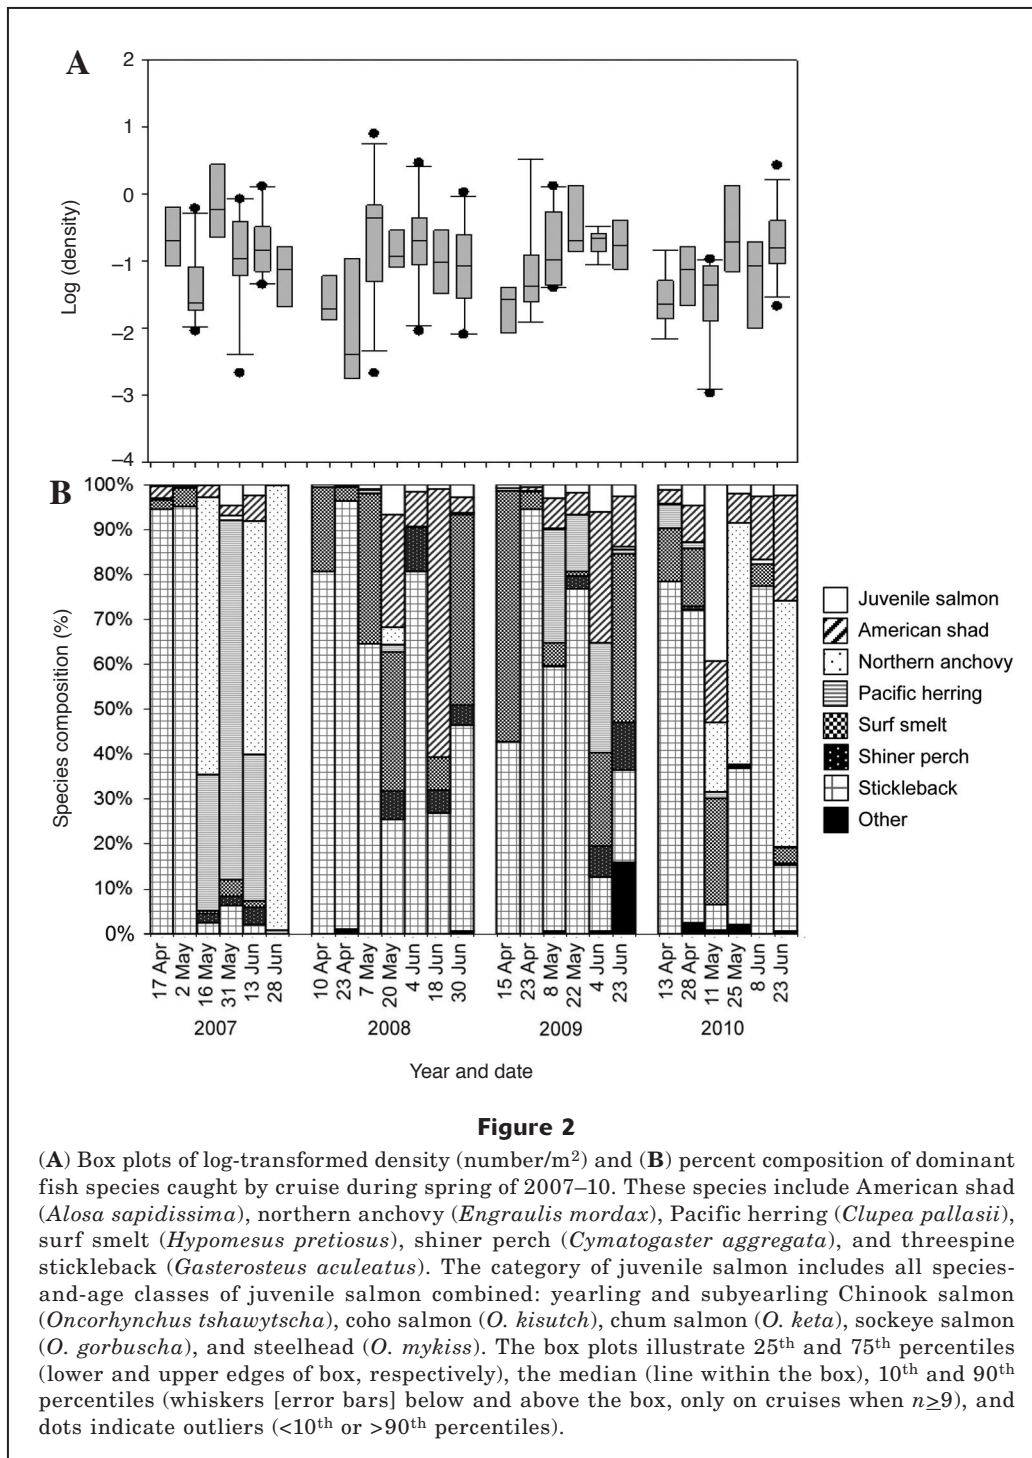 A
2
1
0
–1
–2
–3
–4
Log (density)
B
100%
90%
80%
70%
60%
50%
40%
30%
20%
10%
0%
Species composition (%)
Juvenile salmon
American shad
Northern anchovy
Pacific herring
Surf smelt
Shiner perch
Stickleback
Other
17 Apr
2 May
16 May
31 May
13 Jun
28 Jun
10 Apr
23 Apr
7 May
20 May
4 Jun
18 Jun
30 Jun
15 Apr
23 Apr
8 May
22 May
4 Jun
23 Jun
13 Apr
28 Apr
11 May
25 May
8 Jun
23 Jun
2007 2008 2009 2010
Year and date
Figure 2
(A) Box plots of log-transformed density (number/m²) and (B) percent composition of dominant
fish species caught by cruise during spring of 2007–10. These species include American shad
(Alosa sapidissima), northern anchovy (Engraulis mordax), Pacific herring (Clupea pallasii),
surf smelt (Hypomesus pretiosus), shiner perch (Cymatogaster aggregata), and threespine
stickleback (Gasterosteus aculeatus). The category of juvenile salmon includes all species-
and-age classes of juvenile salmon combined: yearling and subyearling Chinook salmon
(Oncorhynchus tshawytscha), coho salmon (O. kisutch), chum salmon (O. keta), sockeye salmon
(O. gorbuscha), and steelhead (O. mykiss). The box plots illustrate 25th and 75th percentiles
(lower and upper edges of box, respectively), the median (line within the box), 10th and 90th
percentiles (whiskers [error bars] below and above the box, only on cruises when n≥9), and
dots indicate outliers (<10th or >90th percentiles).